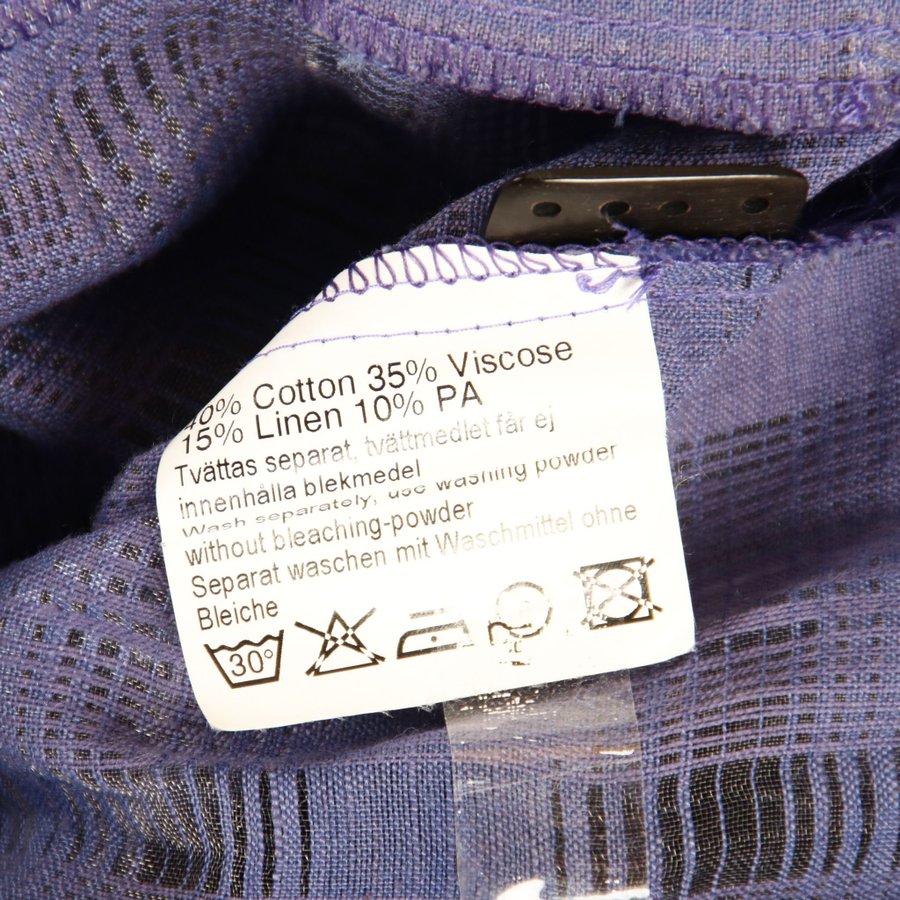 40% Cotton 35% Viscose
15% Linen 10% PA
Tvättas separat, tvättmedlet får ej
innenhålla blekmedel
Wash separately, use washing powder
without bleaching-powder
Separat waschen mit Waschmittel ohne
Bleiche
30°